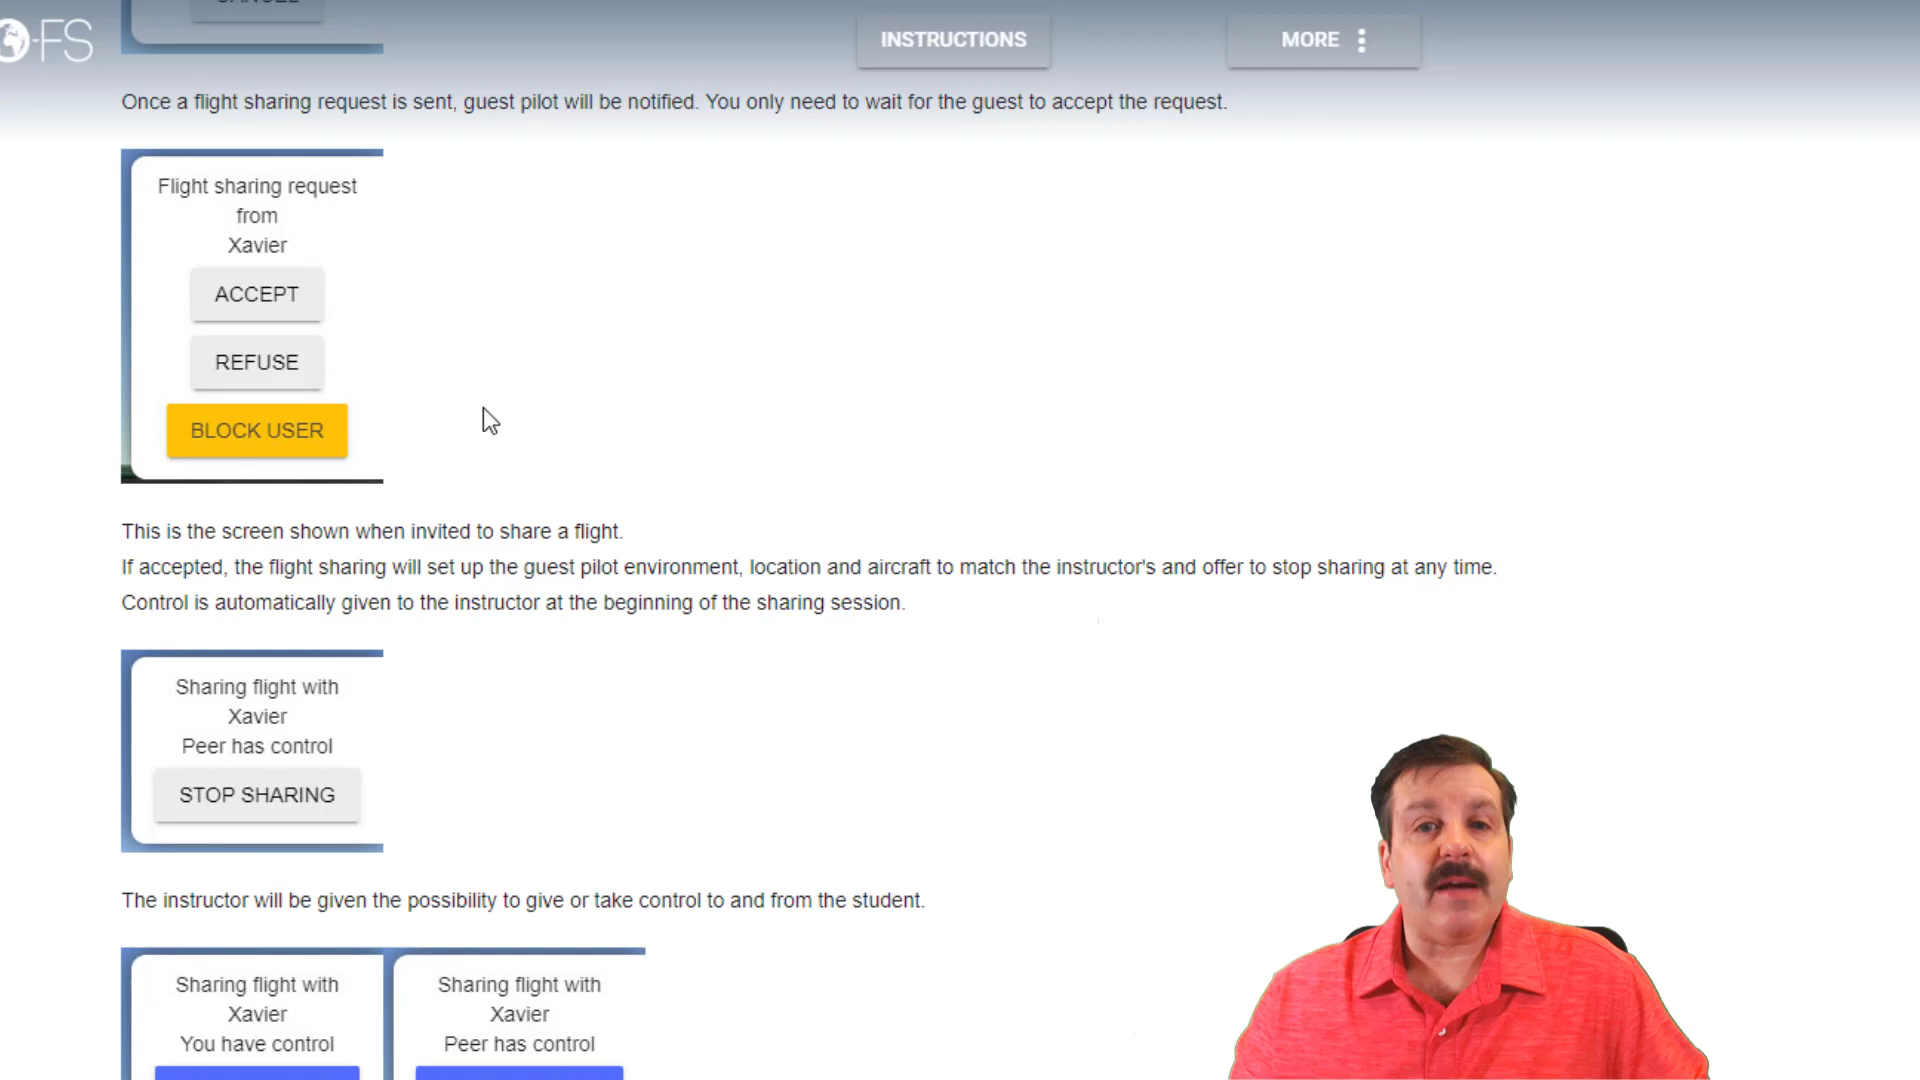 CANCEL
-FS
INSTRUCTIONS
MORE
Once a flight sharing request is sent, guest pilot will be notified. You only need to wait for the guest to accept the request.
Flight sharing request
from
Xavier
ACCEPT
REFUSE
BLOCK USER
This is the screen shown when invited to share a flight.
If accepted, the flight sharing will set up the guest pilot environment, location and aircraft to match the instructor's and offer to stop sharing at any time.
Control is automatically given to the instructor at the beginning of the sharing session.
Sharing flight with
Xavier
Peer has control
STOP SHARING
The instructor will be given the possibility to give or take control to and from the student.
Sharing flight with
Xavier
You have control
Sharing flight with
Xavier
Peer has control